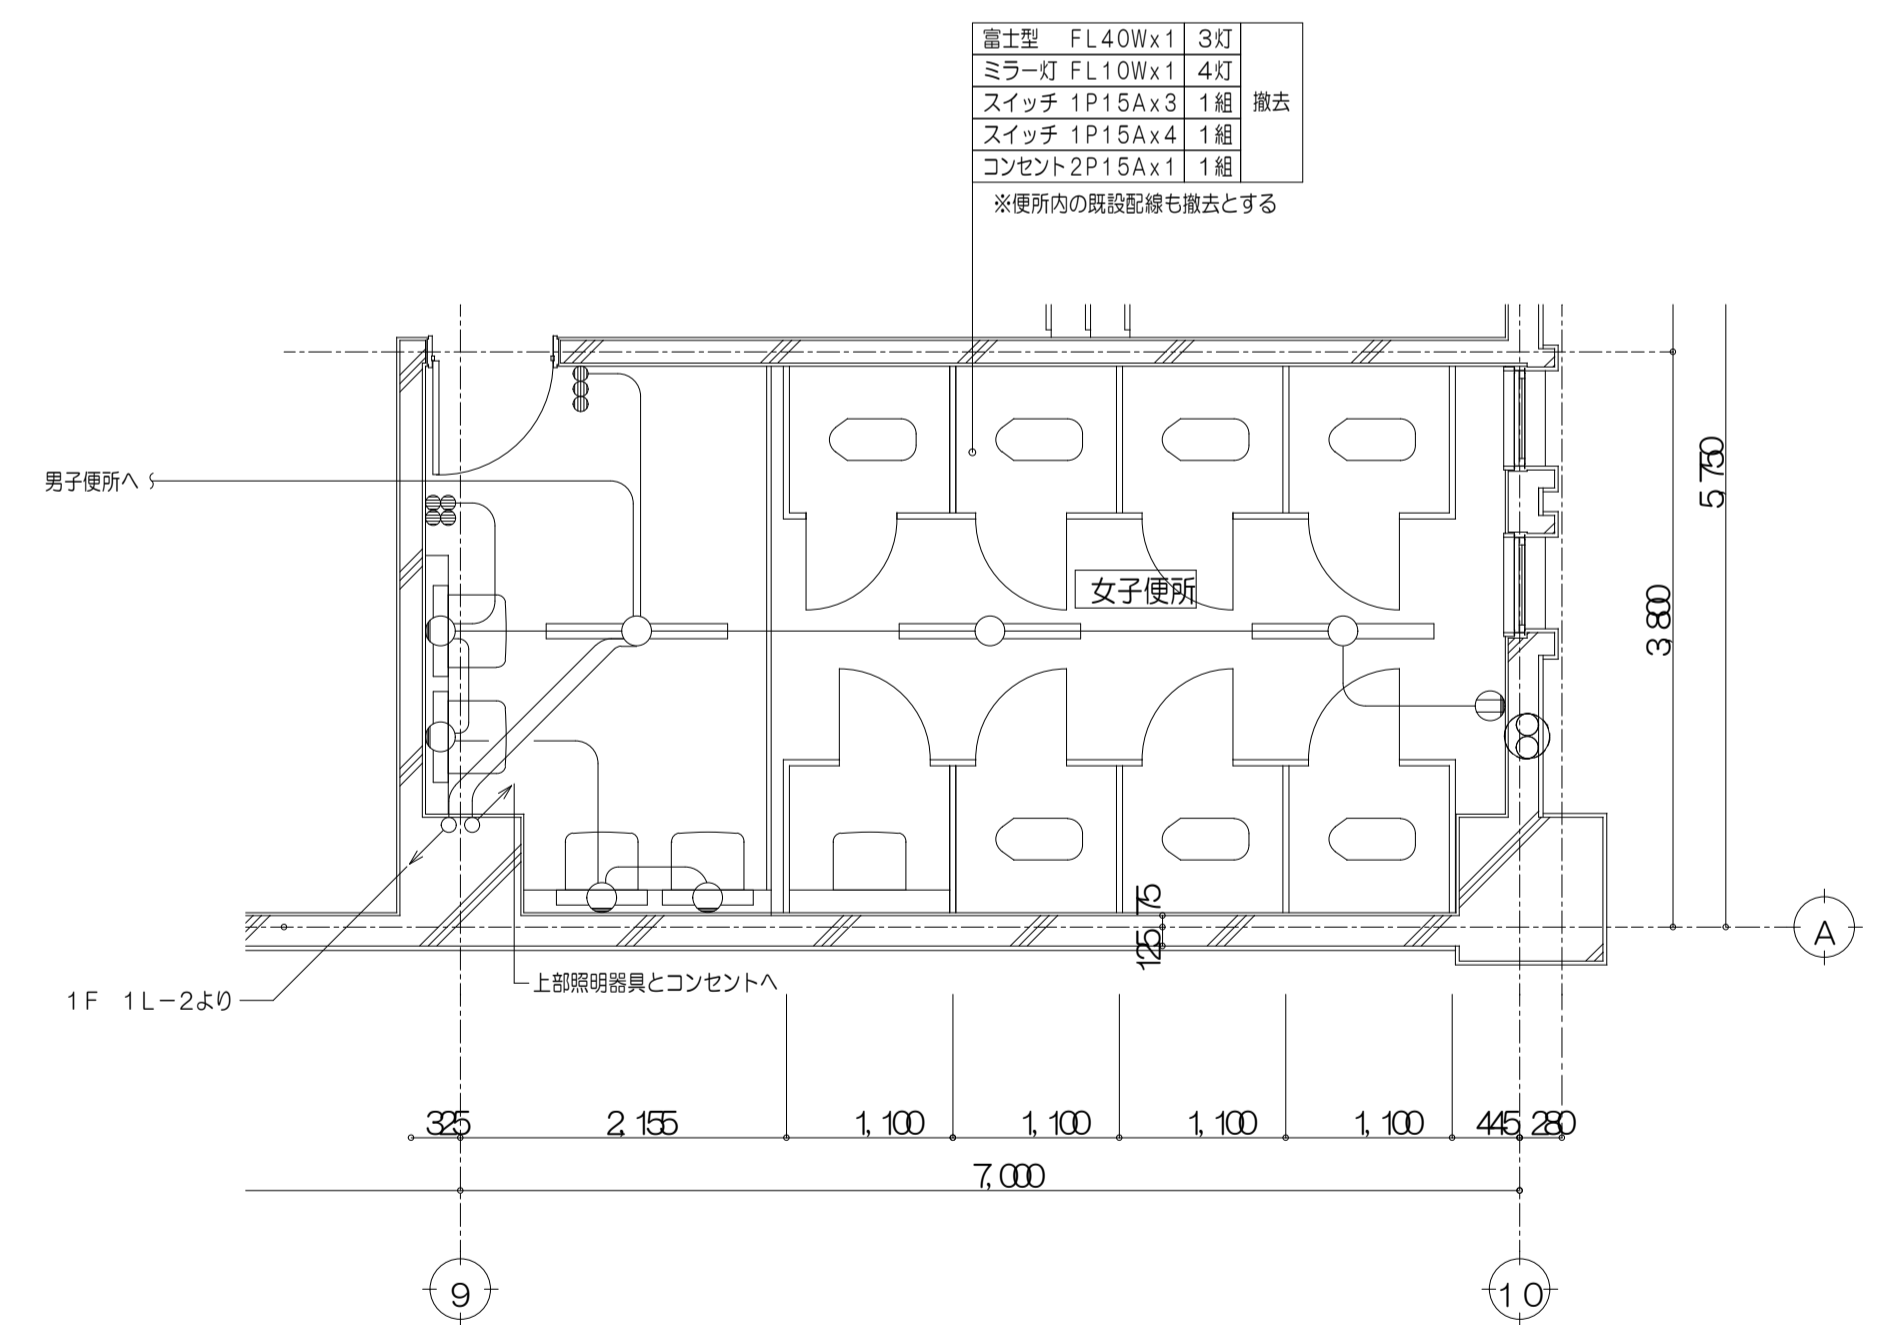 富士型 FL40Wx1 3灯
ミラー灯 FL10Wx1 4灯
スイッチ 1P15Ax3 1組 撤去
スイッチ 1P15Ax4 1組
コンセント2P15Ax1 1組
※便所内の既設配線も撤去とする
男子便所へ
女子便所
5,750
3,800
75
125
A
上部照明器具とコンセントへ
1F 1L-2より
325 2,155 1,100 1,100 1,100 1,100 445 280
7,000
9 10